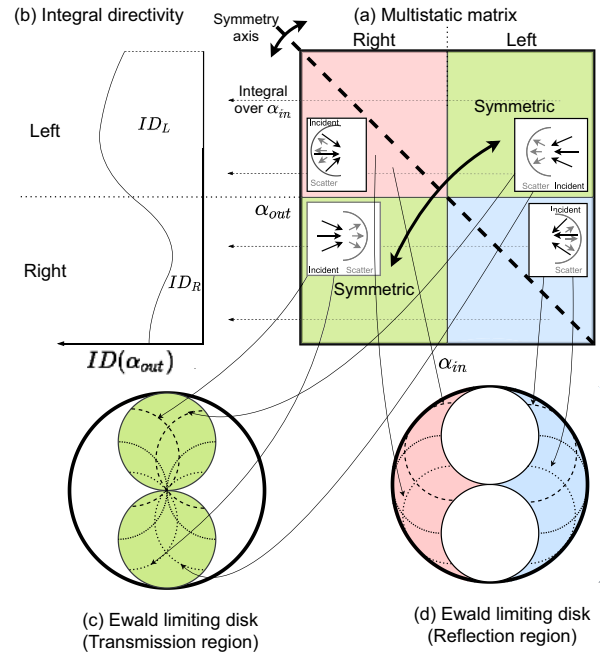 (b) Integral directivity
Symmetry
axis
(a) Multistatic matrix
Right
Left
Left
ID_L
Integral
over α_in
Symmetric
Incident
Scatter
Scatter
Incident
α_out
Incident
Scatter
Incident
Scatter
Right
ID_R
Symmetric
ID(α_out)
α_in
(c) Ewald limiting disk
(Transmission region)
(d) Ewald limiting disk
(Reflection region)